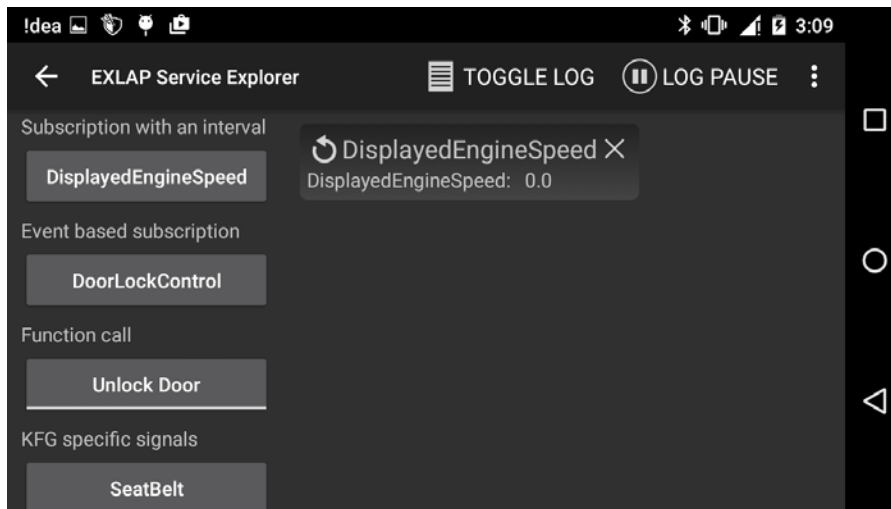 !dea 3:09
EXLAP Service Explorer TOGGLE LOG LOG PAUSE
Subscription with an interval
DisplayedEngineSpeed
Event based subscription
DoorLockControl
Function call
Unlock Door
KFG specific signals
SeatBelt
DisplayedEngineSpeed
DisplayedEngineSpeed: 0.0